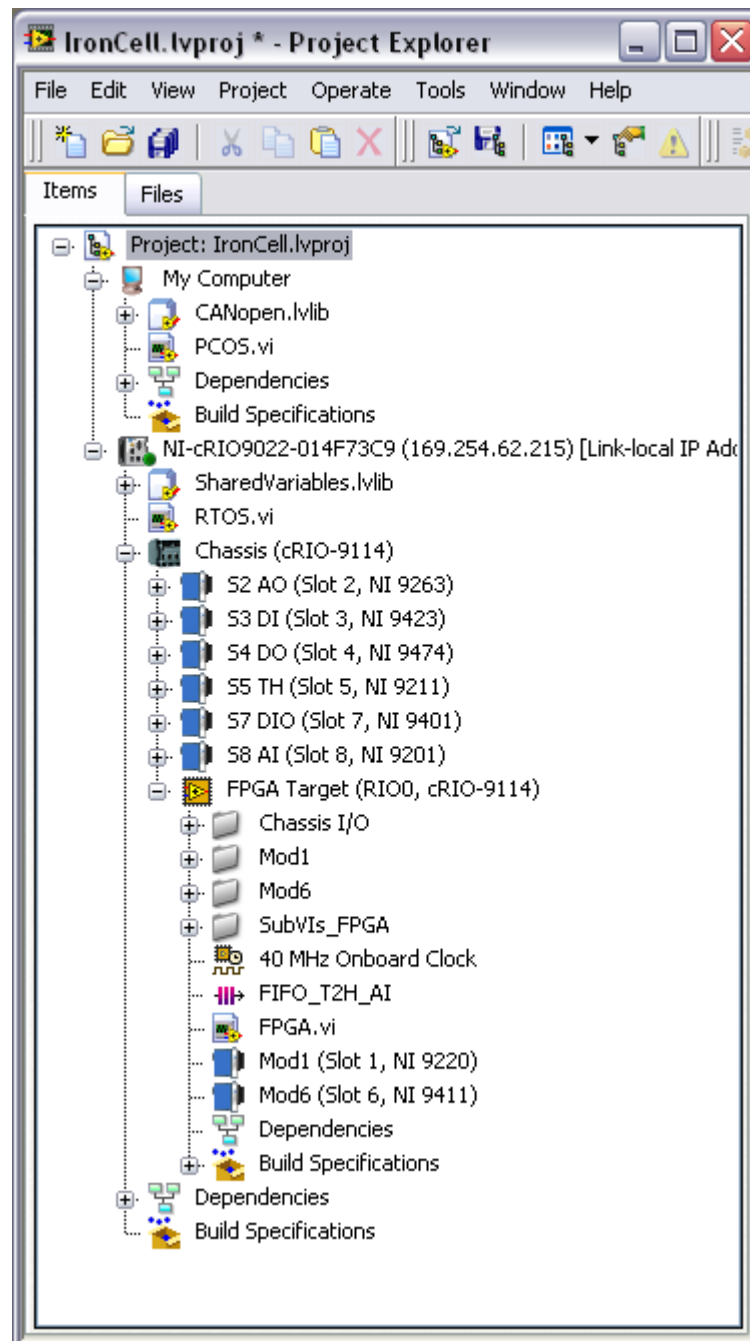 IronCell.lvproj * - Project Explorer
File Edit View Project Operate Tools Window Help
Items Files
Project: IronCell.lvproj
My Computer
CANopen.lvlib
PCOS.vi
Dependencies
Build Specifications
NI-cRIO9022-014F73C9 (169.254.62.215) [Link-local IP Add
SharedVariables.lvlib
RTOS.vi
Chassis (cRIO-9114)
S2 AO (Slot 2, NI 9263)
S3 DI (Slot 3, NI 9423)
S4 DO (Slot 4, NI 9474)
S5 TH (Slot 5, NI 9211)
S7 DIO (Slot 7, NI 9401)
S8 AI (Slot 8, NI 9201)
FPGA Target (RIO0, cRIO-9114)
Chassis I/O
Mod1
Mod6
SubVIs_FPGA
40 MHz Onboard Clock
FIFO_T2H_AI
FPGA.vi
Mod1 (Slot 1, NI 9220)
Mod6 (Slot 6, NI 9411)
Dependencies
Build Specifications
Dependencies
Build Specifications